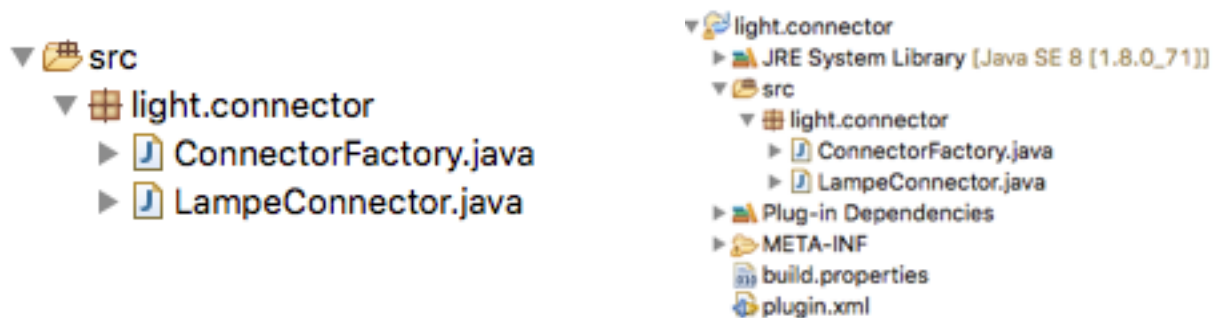 src
light.connector
ConnectorFactory.java
LampeConnector.java
light.connector
JRE System Library [Java SE 8 [1.8.0_71]]
src
light.connector
ConnectorFactory.java
LampeConnector.java
Plug-in Dependencies
META-INF
build.properties
plugin.xml